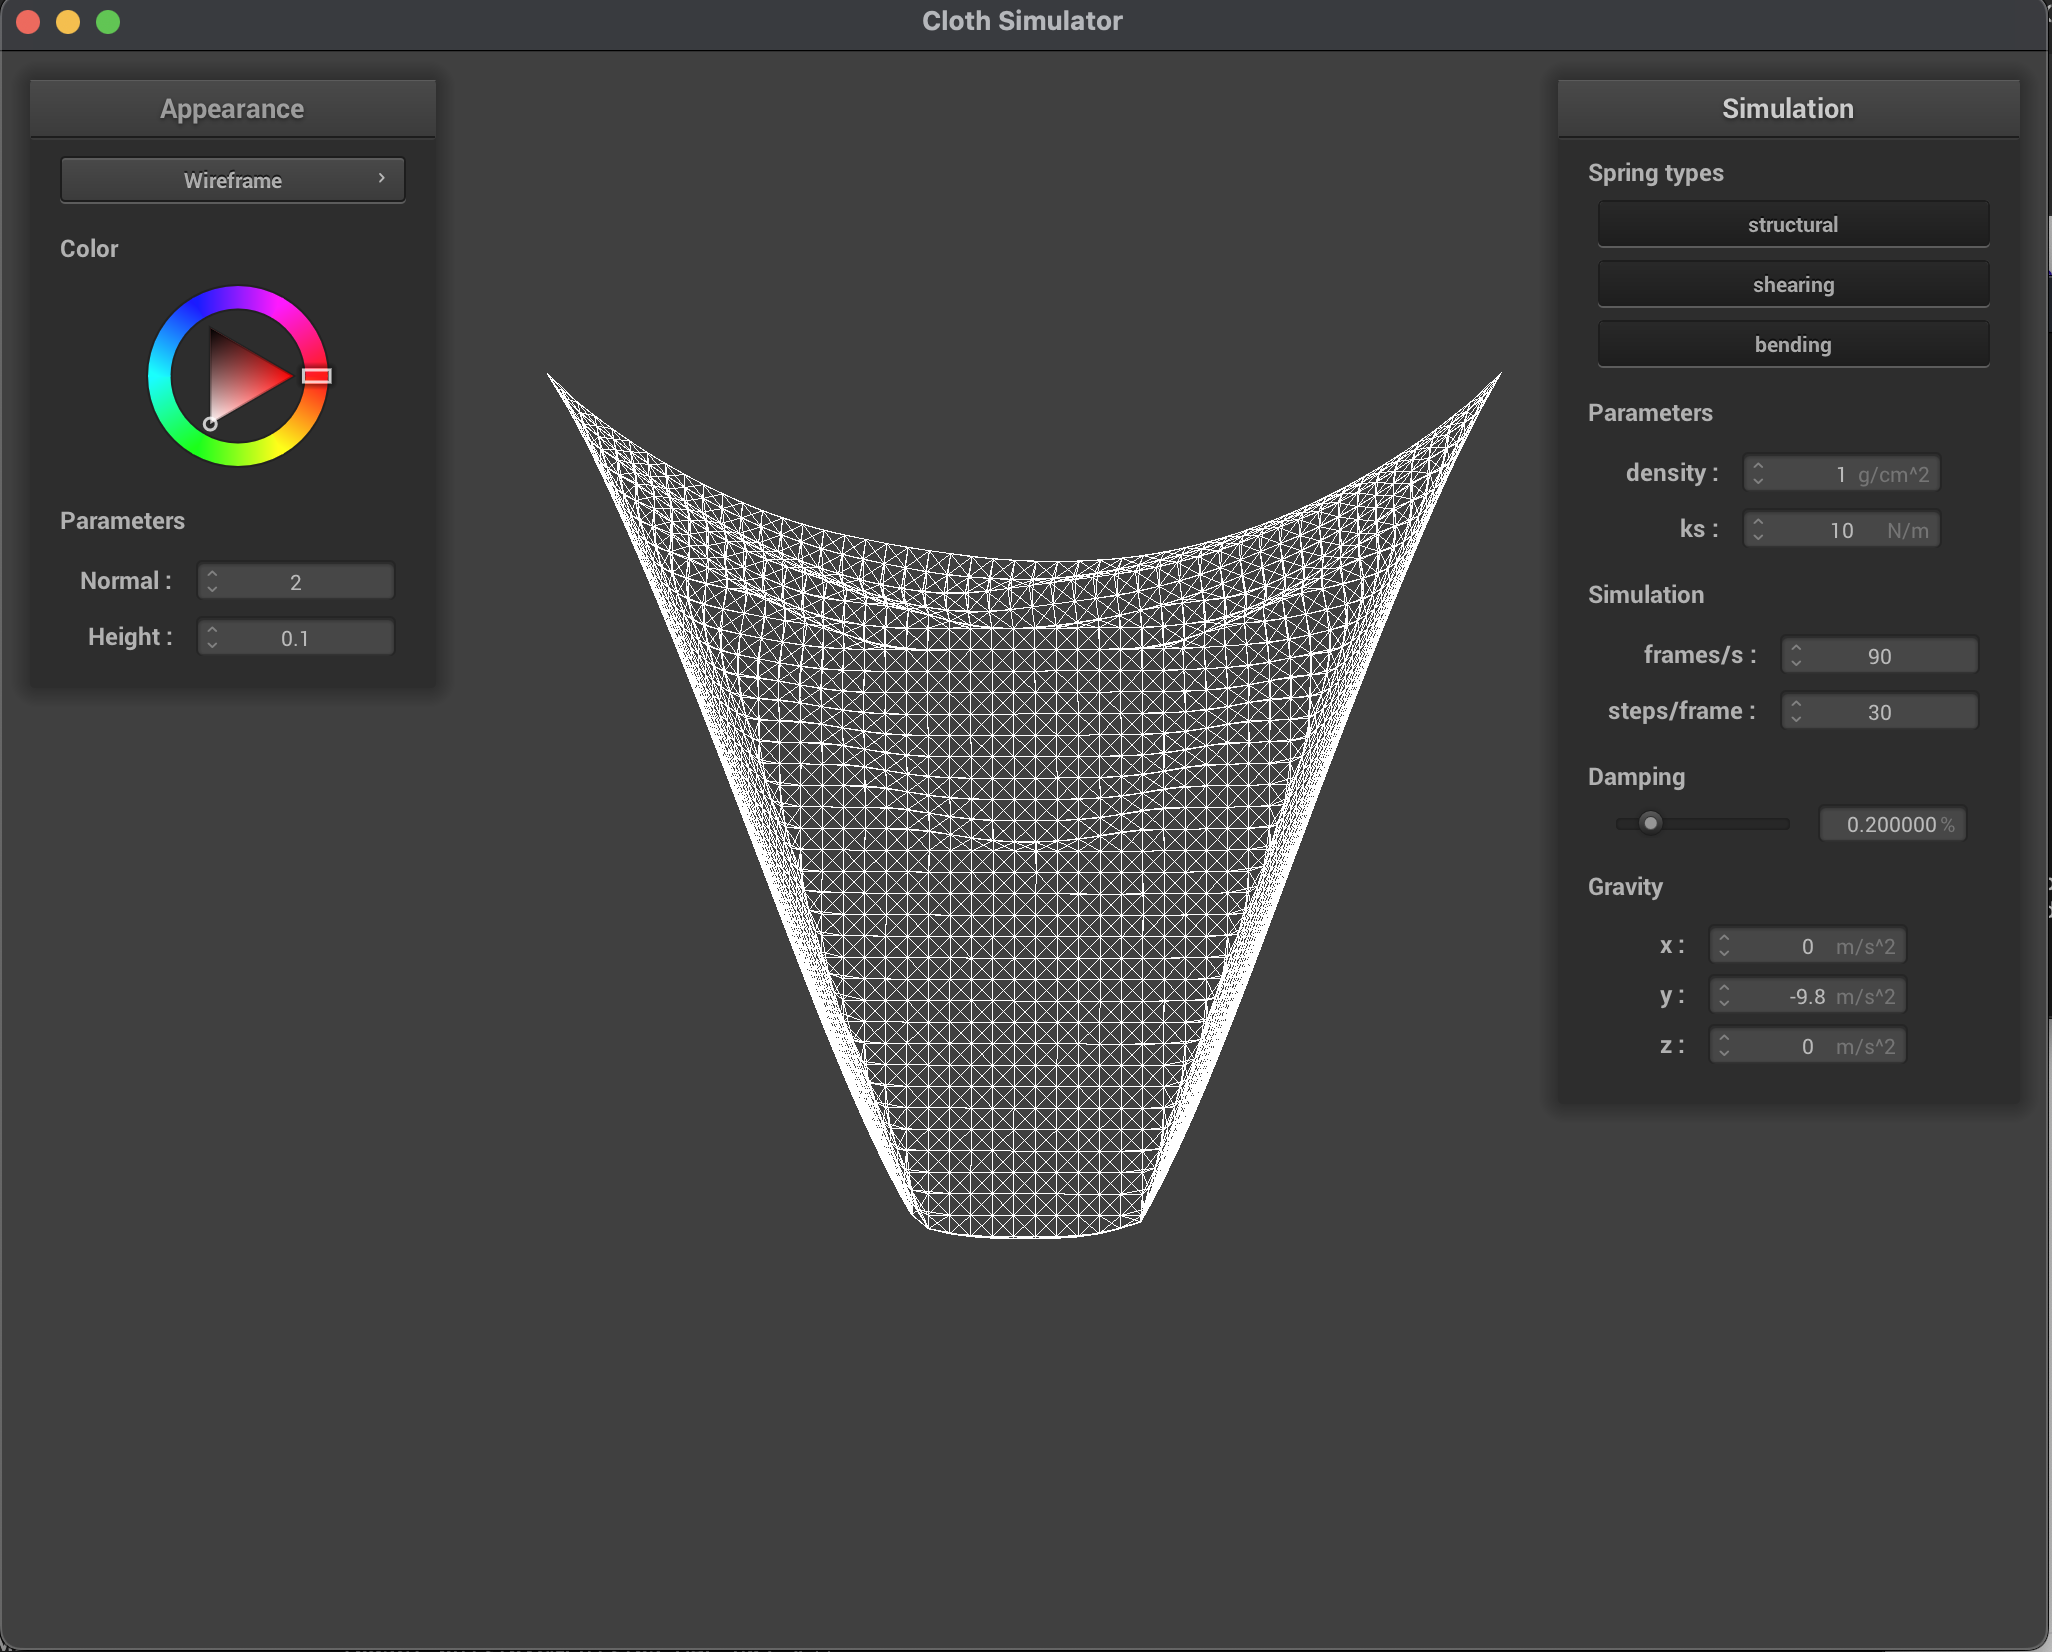 Cloth Simulator
Appearance
Wireframe
Color
Parameters
Normal : 2
Height : 0.1
Simulation
Spring types
structural
shearing
bending
Parameters
density : 1 g/cm^2
ks : 10 N/m
Simulation
frames/s : 90
steps/frame : 30
Damping
0.200000 %
Gravity
x : 0 m/s^2
y : -9.8 m/s^2
z : 0 m/s^2